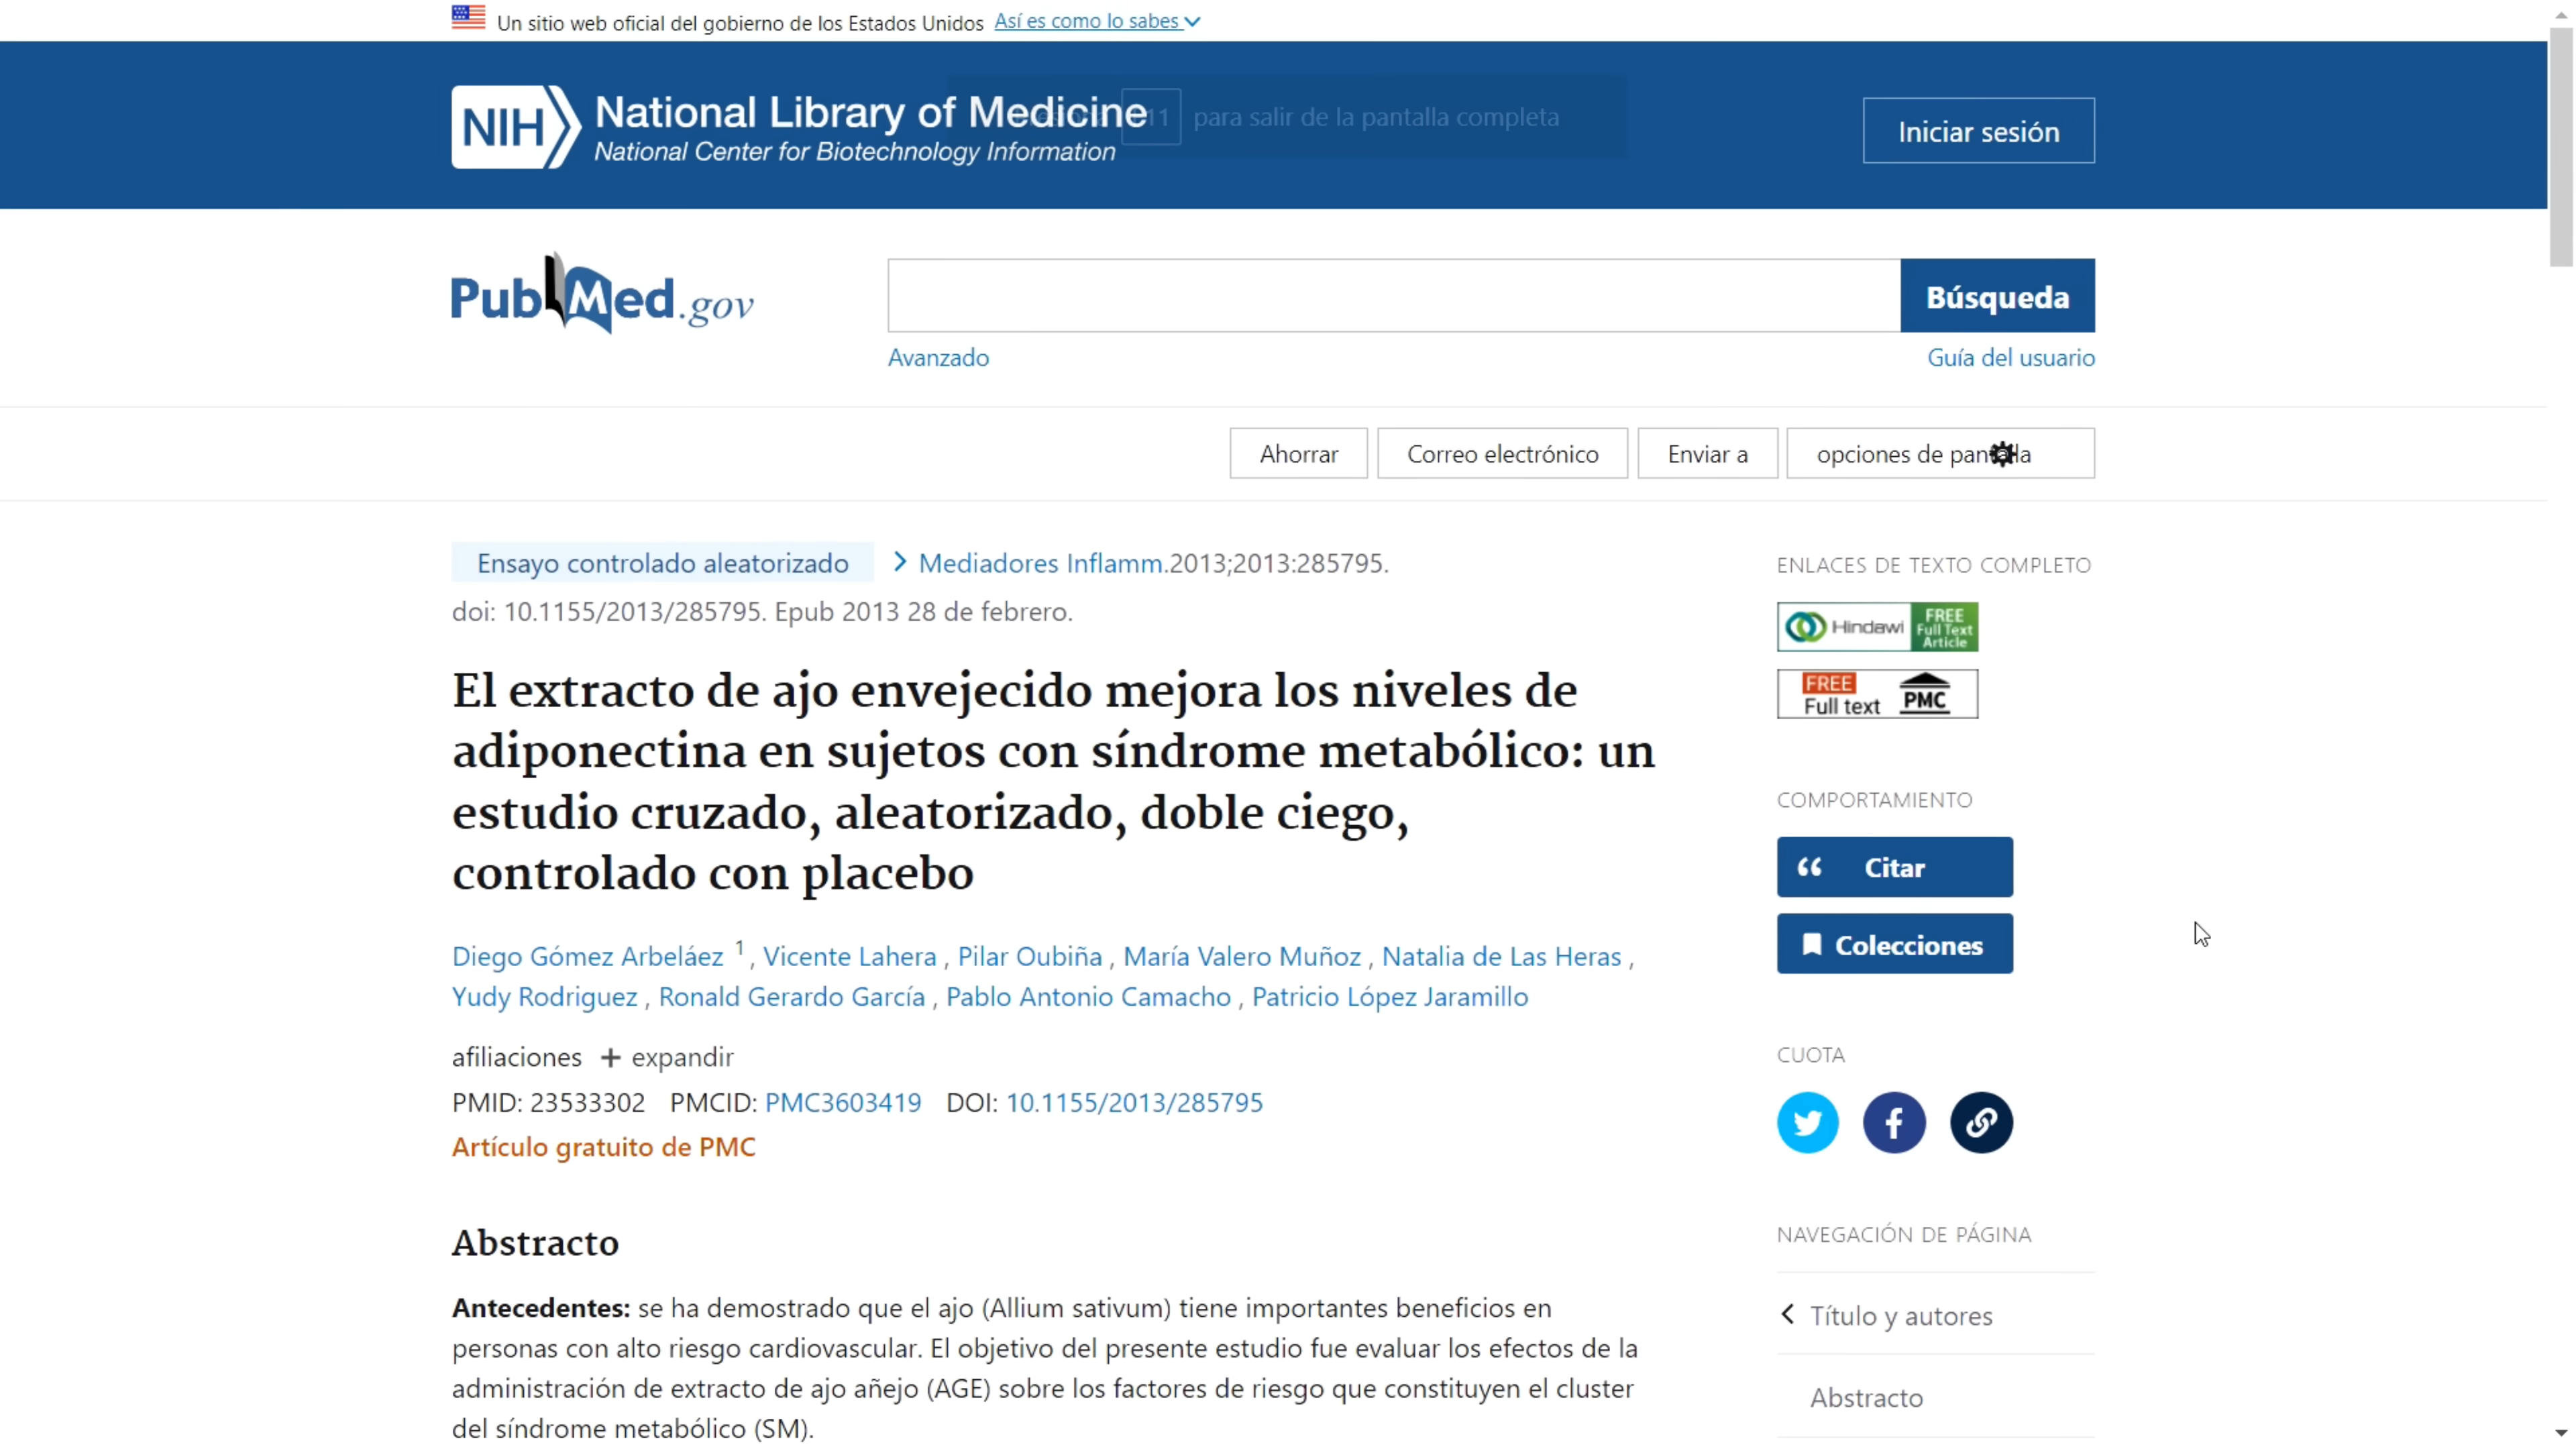 Un sitio web oficial del gobierno de los Estados Unidos Así es como lo sabes
NIH National Library of Medicine
National Center for Biotechnology Information
11 para salir de la pantalla completa
Iniciar sesión
PubMed.gov
Búsqueda
Avanzado
Guía del usuario
Ahorrar Correo electrónico Enviar a opciones de pantalla
Ensayo controlado aleatorizado > Mediadores Inflamm.2013;2013:285795.
doi: 10.1155/2013/285795. Epub 2013 28 de febrero.
El extracto de ajo envejecido mejora los niveles de
adiponectina en sujetos con síndrome metabólico: un
estudio cruzado, aleatorizado, doble ciego,
controlado con placebo
Diego Gómez Arbeláez 1 , Vicente Lahera , Pilar Oubiña , María Valero Muñoz , Natalia de Las Heras ,
Yudy Rodriguez , Ronald Gerardo García , Pablo Antonio Camacho , Patricio López Jaramillo
afiliaciones + expandir
PMID: 23533302 PMCID: PMC3603419 DOI: 10.1155/2013/285795
Artículo gratuito de PMC
Abstracto
Antecedentes: se ha demostrado que el ajo (Allium sativum) tiene importantes beneficios en
personas con alto riesgo cardiovascular. El objetivo del presente estudio fue evaluar los efectos de la
administración de extracto de ajo añejo (AGE) sobre los factores de riesgo que constituyen el cluster
del síndrome metabólico (SM).
ENLACES DE TEXTO COMPLETO
Hindawi FREE
Full Text
Article
FREE
Full text PMC
COMPORTAMIENTO
Citar
Colecciones
CUOTA
NAVEGACIÓN DE PÁGINA
Título y autores
Abstracto